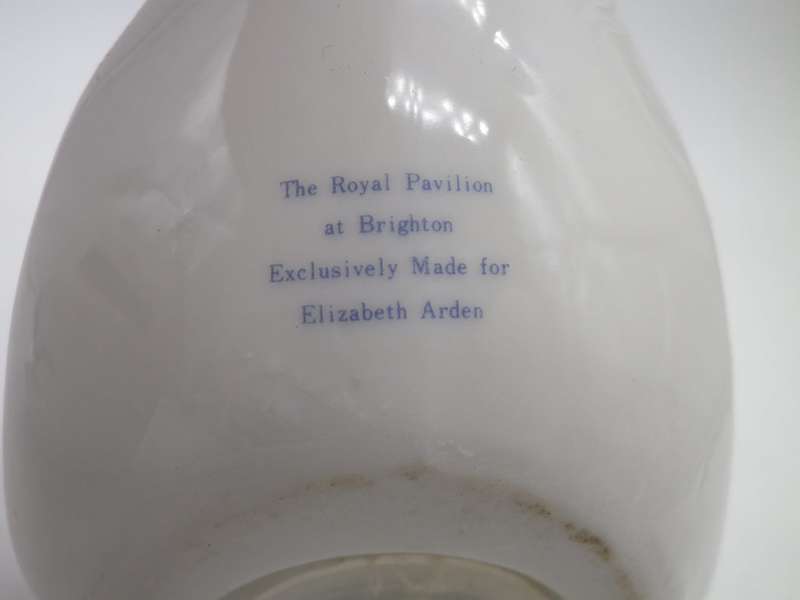 The Royal Pavilion
at Brighton
Exclusively Made for
Elizabeth Arden